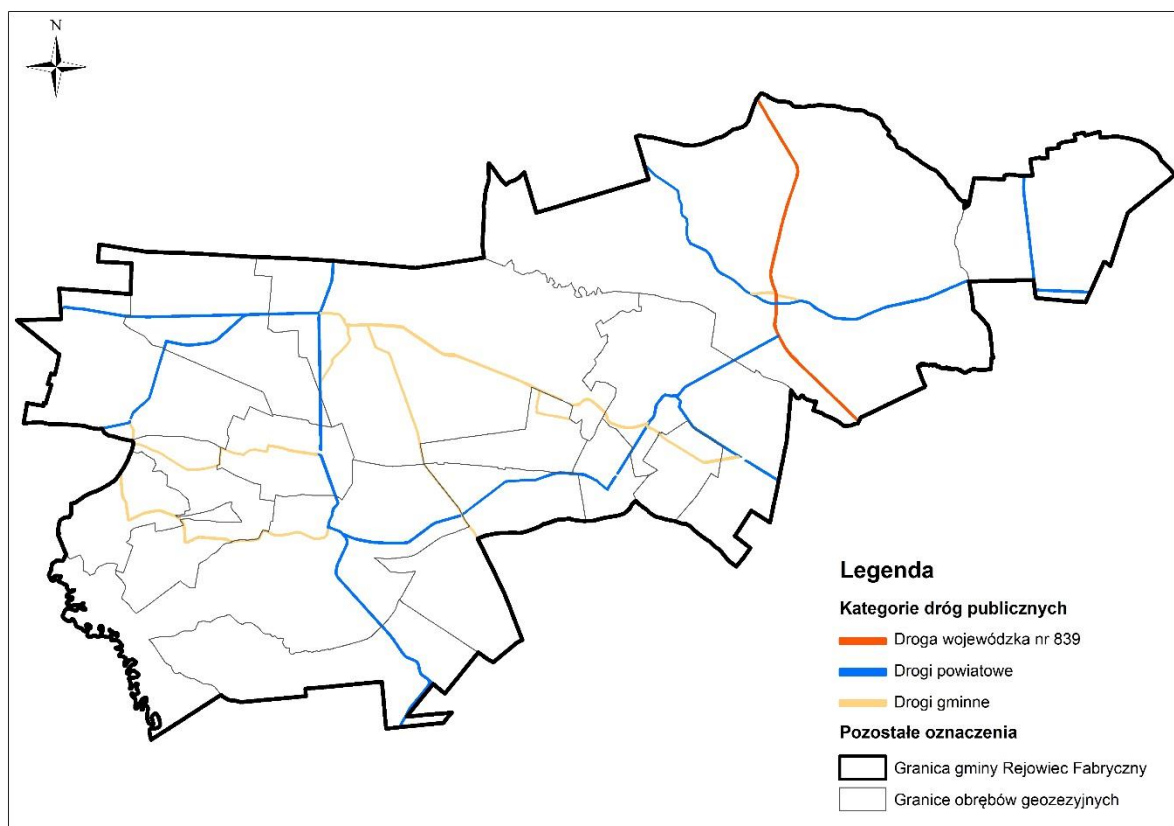 N
Legenda
Kategorie dróg publicznych
Droga wojewódzka nr 839
Drogi powiatowe
Drogi gminne
Pozostałe oznaczenia
Granica gminy Rejowiec Fabryczny
Granice obrębów geozezyjnych